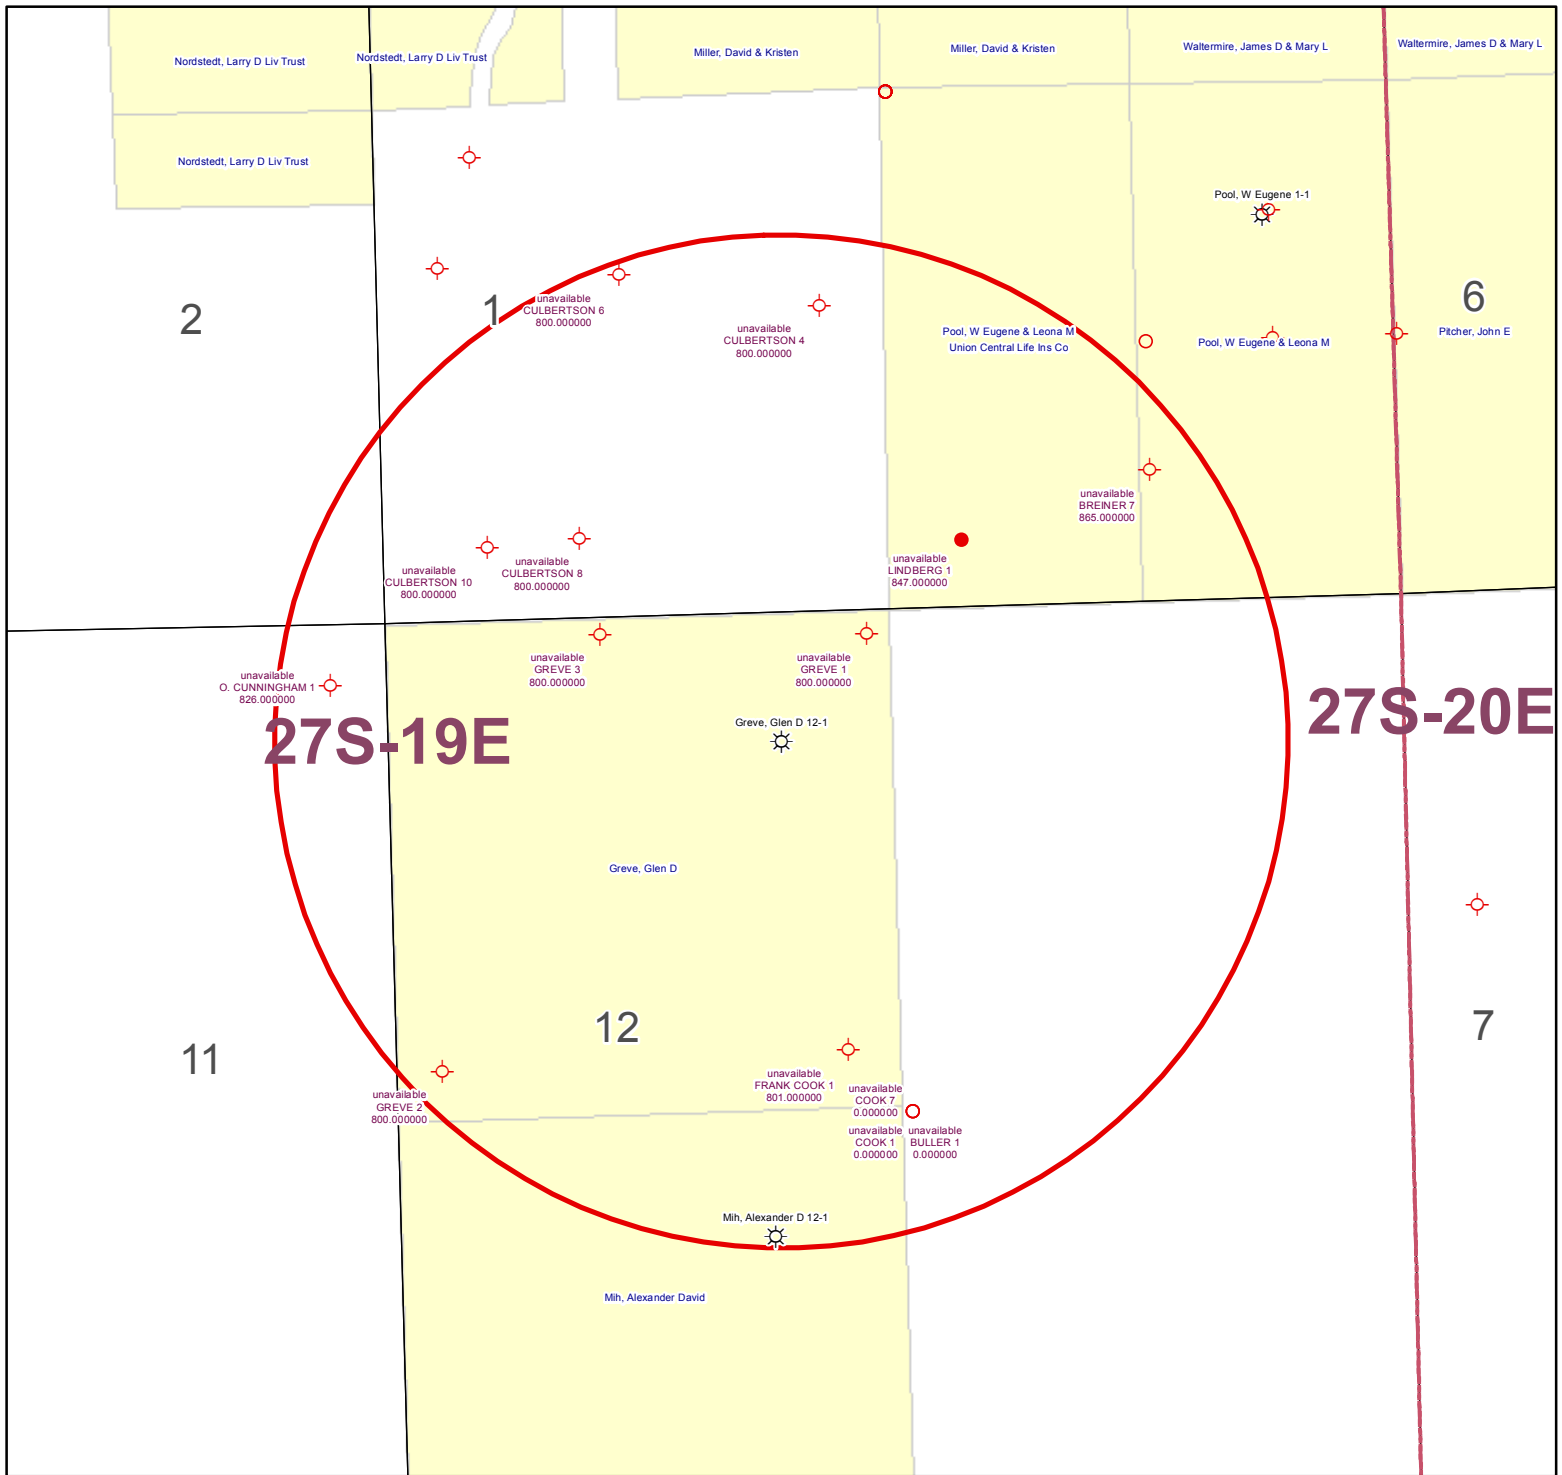 Nordstedt, Larry D Liv Trust
Nordstedt, Larry D Liv Trust
Miller, David & Kristen
Miller, David & Kristen
Waltermire, James D & Mary L
Waltermire, James D & Mary L
Nordstedt, Larry D Liv Trust
Pool, W Eugene 1-1
2
1
6
unavailable
CULBERTSON 6
800.000000
unavailable
CULBERTSON 4
800.000000
Pool, W Eugene & Leona M
Union Central Life Ins Co
Pool, W Eugene & Leona M
Pitcher, John E
unavailable
BREINER 7
865.000000
unavailable
CULBERTSON 10
800.000000
unavailable
CULBERTSON 8
800.000000
unavailable
LINDBERG 1
847.000000
unavailable
O. CUNNINGHAM 1
826.000000
unavailable
GREVE 3
800.000000
unavailable
GREVE 1
800.000000
27S-19E
27S-20E
Greve, Glen D 12-1
Greve, Glen D
11
12
7
unavailable
GREVE 2
800.000000
unavailable
FRANK COOK 1
801.000000
unavailable
COOK 7
0.000000
unavailable
COOK 1
0.000000
unavailable
BULLER 1
0.000000
Mih, Alexander D 12-1
Mih, Alexander David